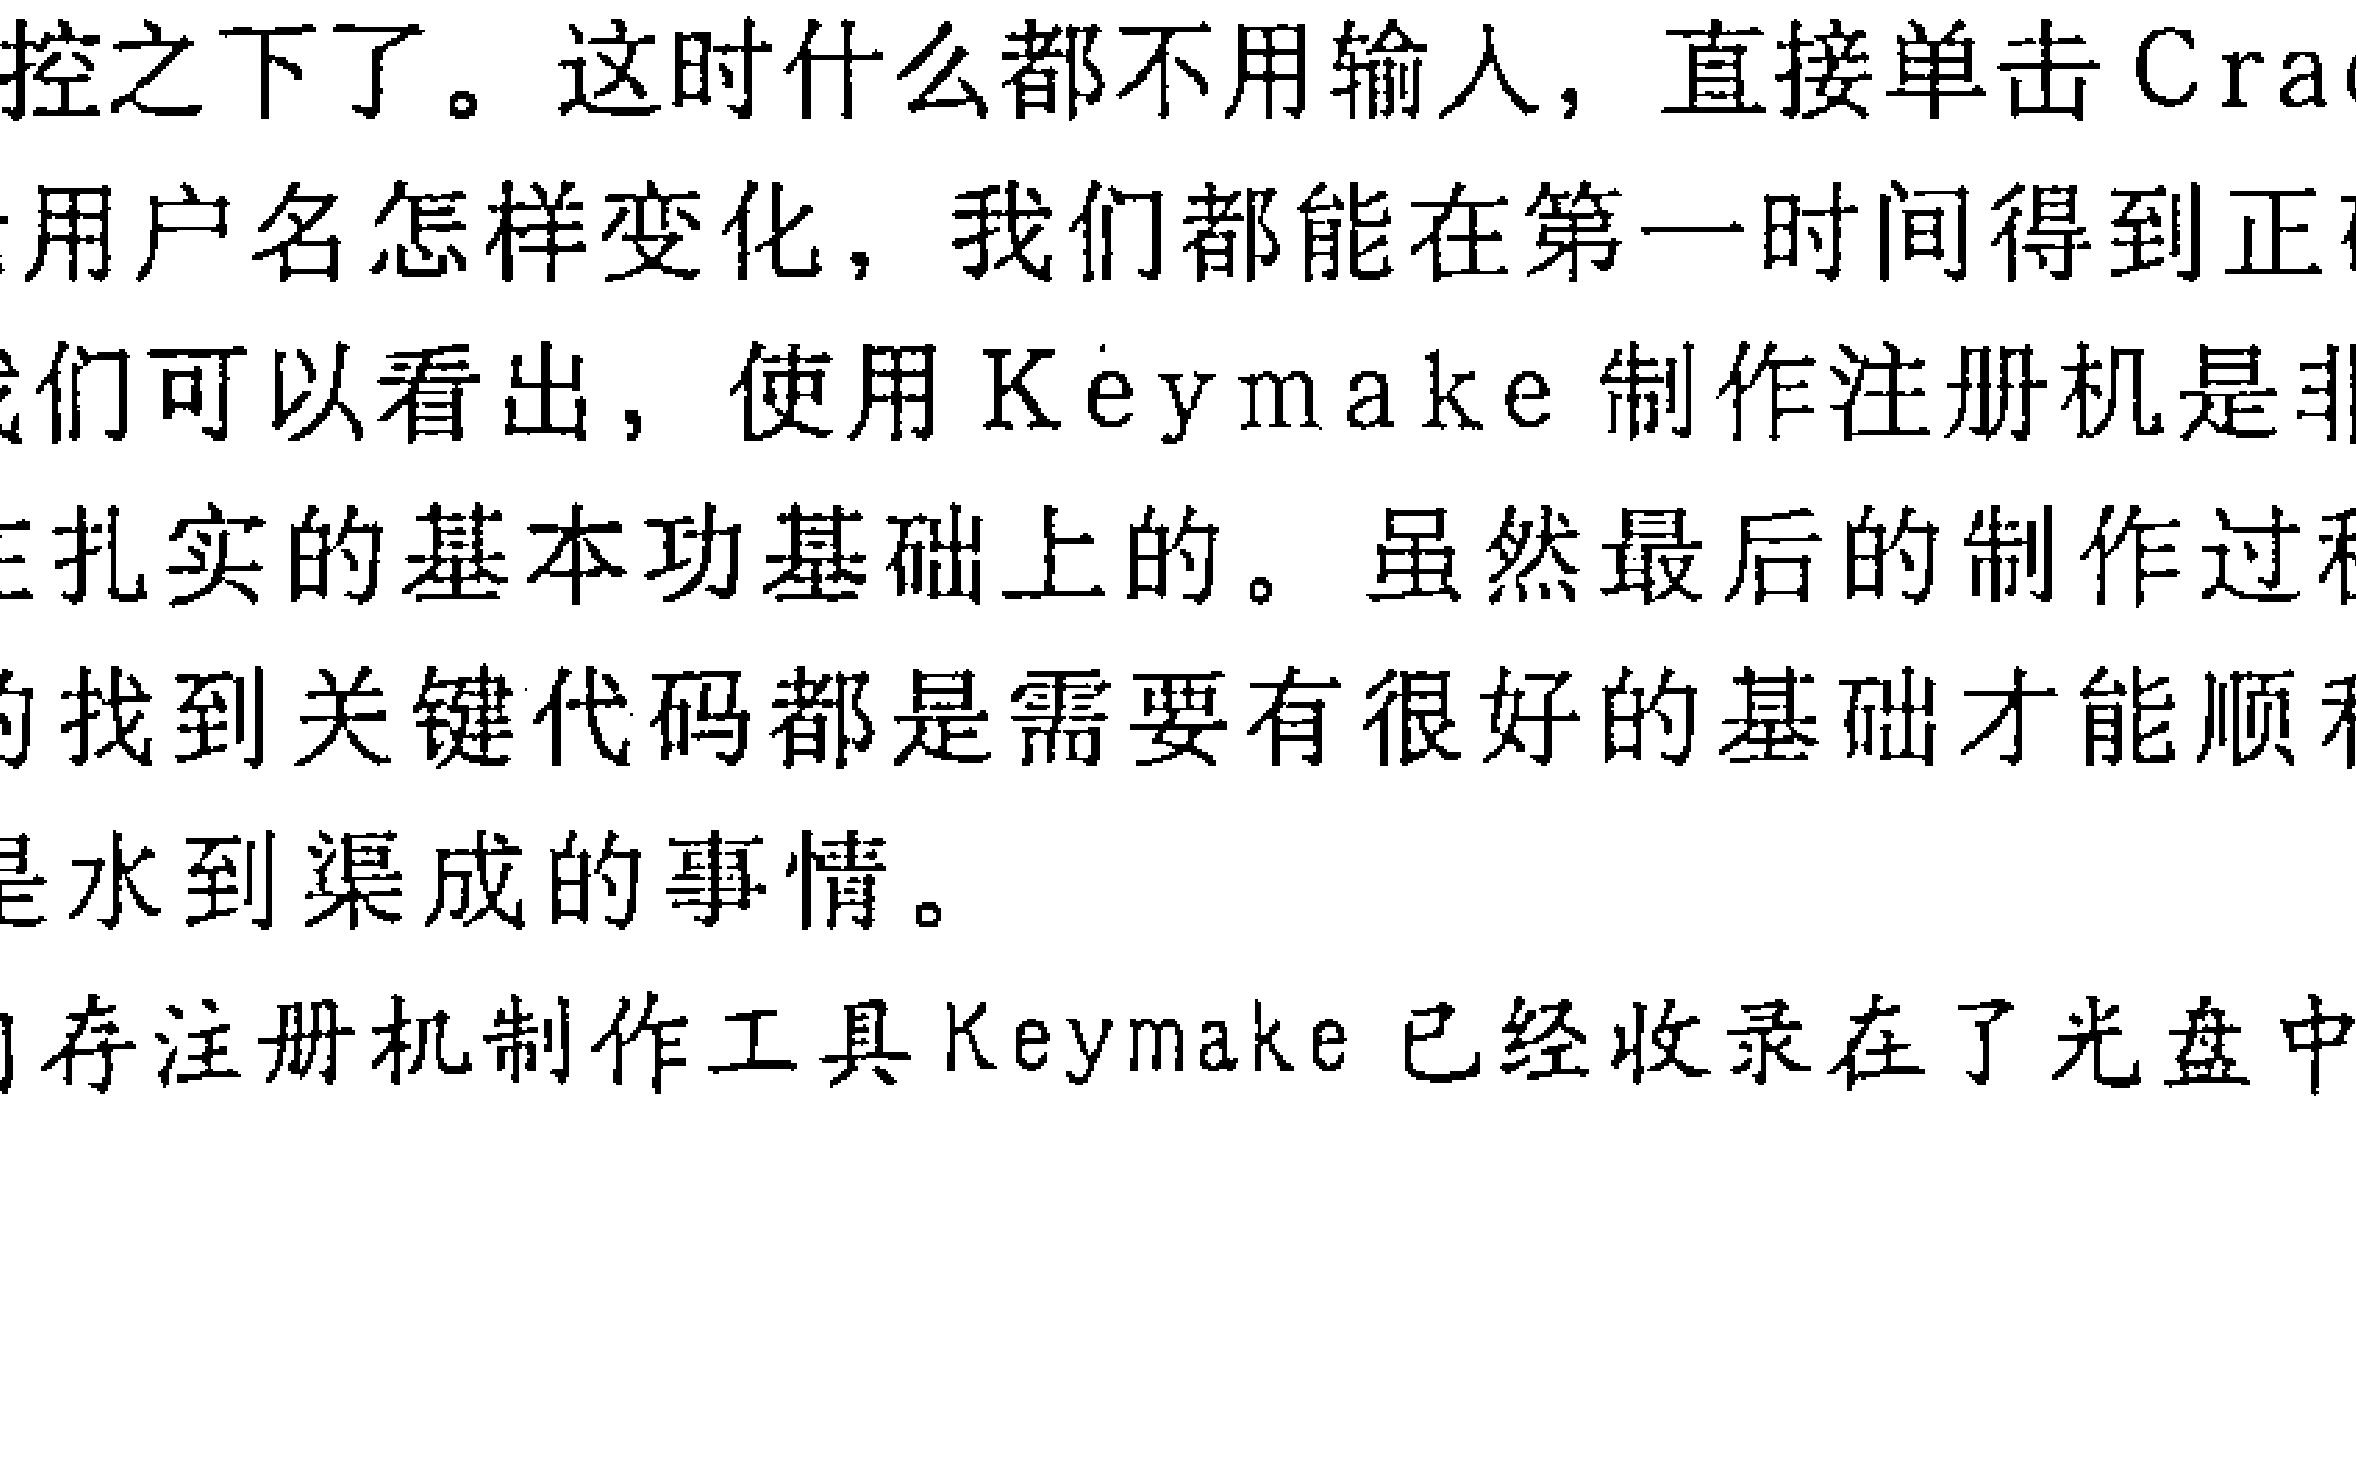 控之下了。这时什么都不用输人，直接单击Cra
用户名怎样变化，我们都能在第一时间得到正
们可以看出，使用Keymake制作注册机是
扎实的基本功基础上的。虽然最后的制作过
找到关键代码都是需要有很好的基础才能顺
是水到渠成的事情。
存注册机制作工具Keymake已经收录在了光盘中